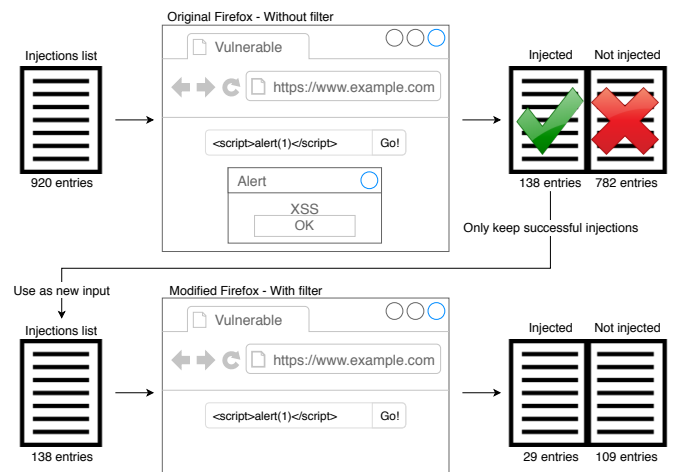 Original Firefox - Without filter
Injections list
Vulnerable
https://www.example.com
<script>alert(1)</script>
Go!
Alert
XSS
OK
920 entries
Injected
Not injected
138 entries
782 entries
Only keep successful injections
Use as new input
Modified Firefox - With filter
Injections list
Vulnerable
https://www.example.com
<script>alert(1)</script>
Go!
138 entries
Injected
Not injected
29 entries
109 entries